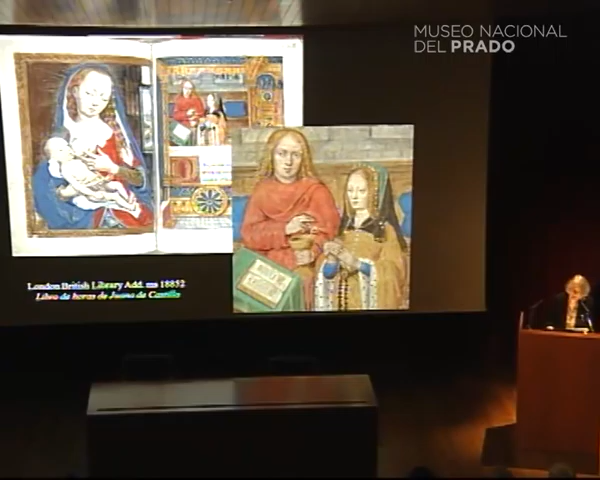 MUSEO NACIONAL
DEL PRADO
London British Library Add. ms 18852
Libro de horas de Juana de Castilla